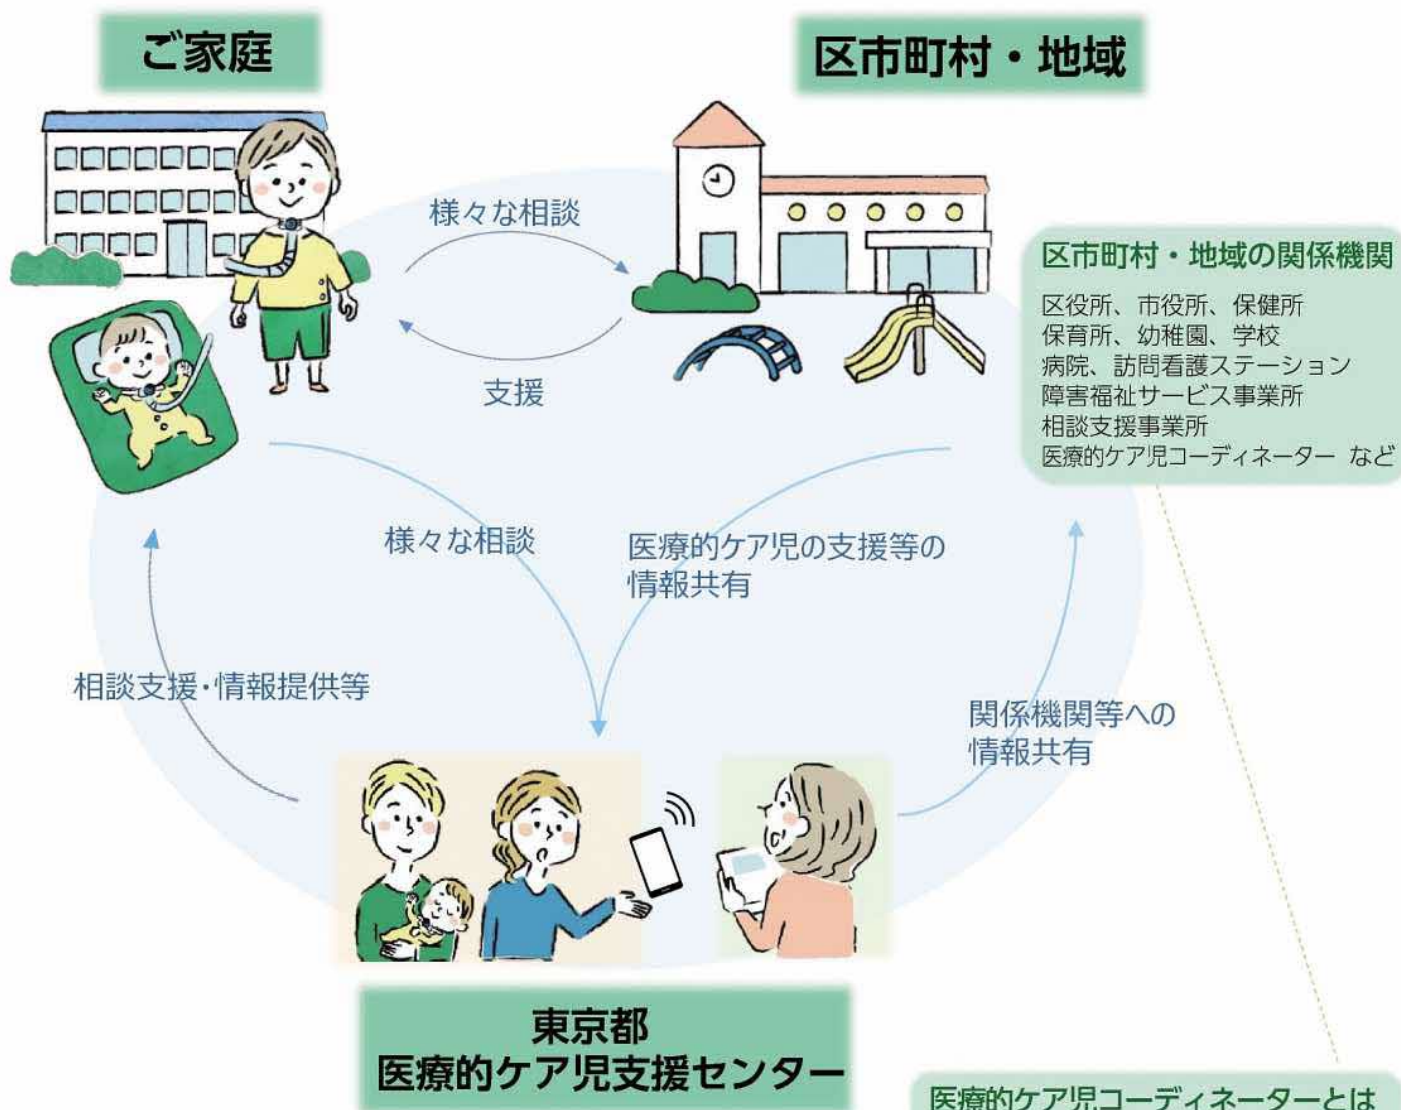 ご家庭
区市町村・地域
様々な相談
支援
区市町村・地域の関係機関
区役所、市役所、保健所
保育所、幼稚園、学校
病院、訪問看護ステーション
障害福祉サービス事業所
相談支援事業所
医療的ケア児コーディネーター など
様々な相談
医療的ケア児の支援等の
情報共有
相談支援・情報提供等
関係機関等への
情報共有
東京都
医療的ケア児支援センター
医療的ケア児コーディネーターとは